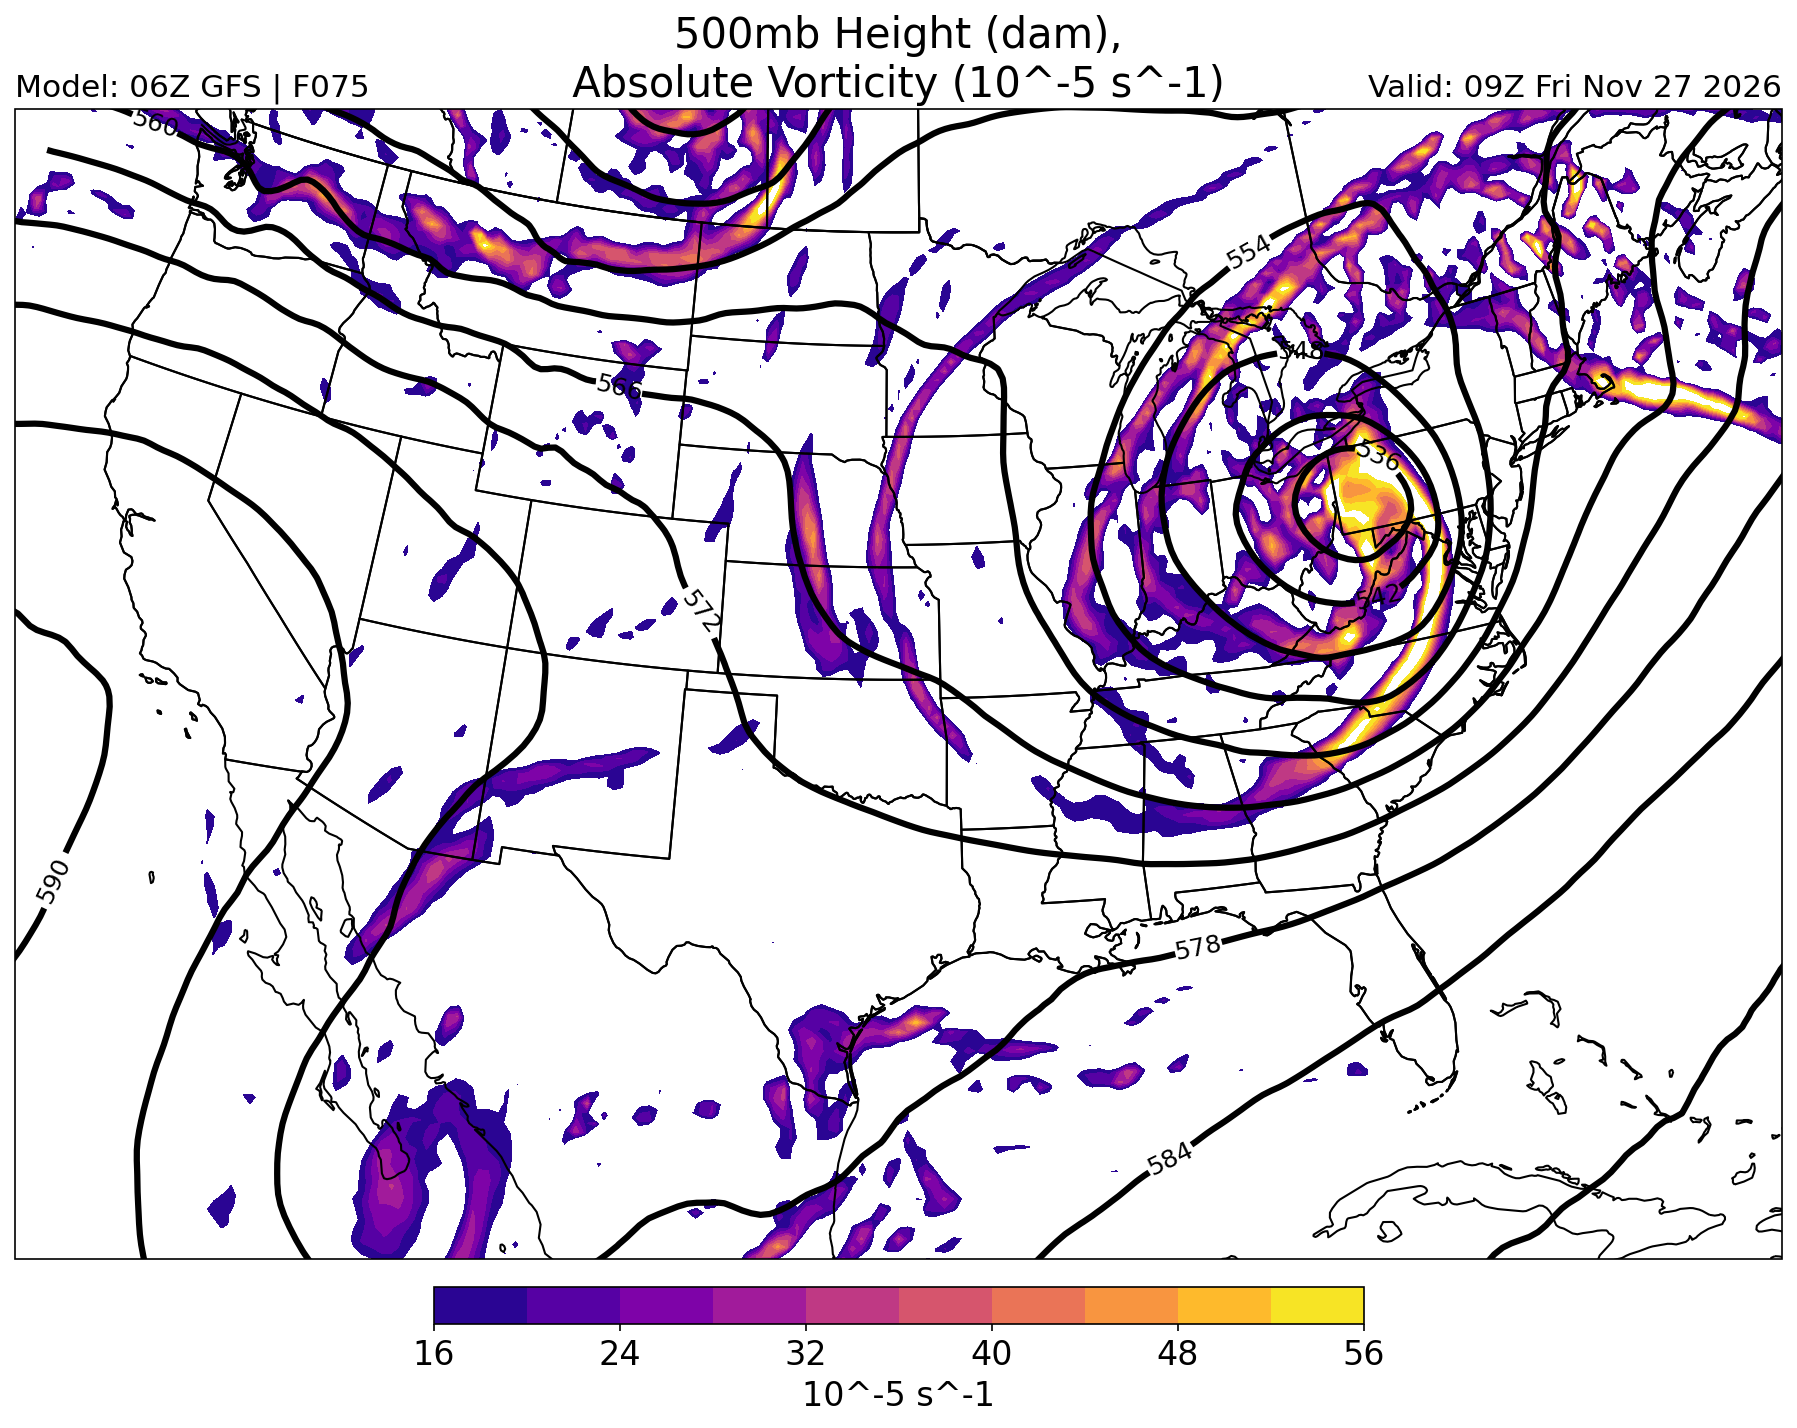 500mb Height (dam),
Model: 06Z GFS | F075
Absolute Vorticity (10^-5 s^-1)
Valid: 09Z Fri Nov 27 2026
560
554
548
566
536
572
542
590
578
584
16 24 32 40 48 56
10^-5 s^-1